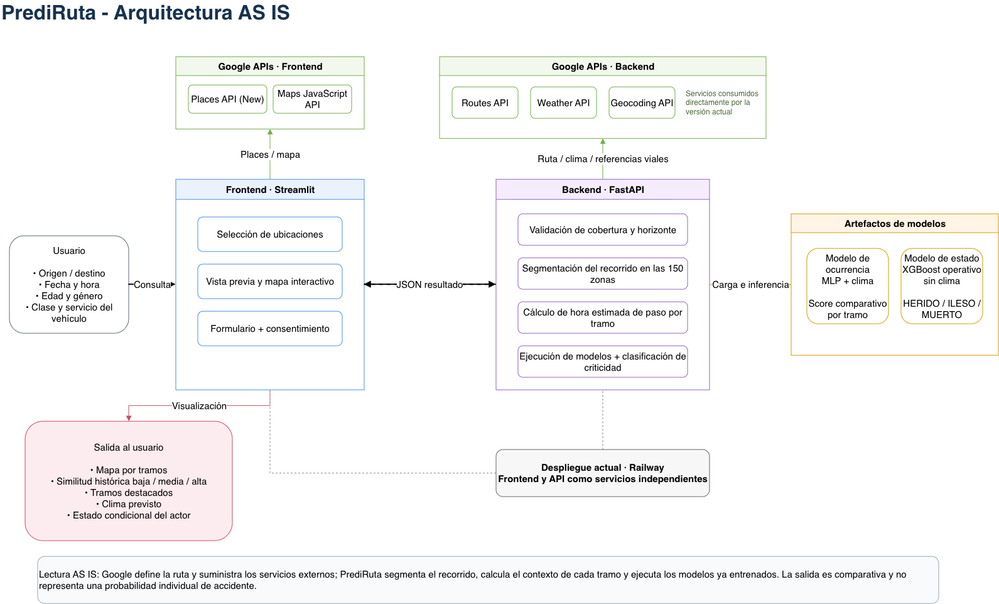 PrediRuta - Arquitectura AS IS
Google APIs · Frontend
Places API (New)
Maps JavaScript
API
Google APIs · Backend
Routes API
Weather API
Geocoding API
Servicios consumidos
directamente por la
versión actual
Places / mapa
Ruta / clima / referencias viales
Usuario
• Origen / destino
• Fecha y hora
• Edad y género
• Clase y servicio del
vehículo
Consulta
Frontend · Streamlit
Selección de ubicaciones
Vista previa y mapa interactivo
Formulario + consentimiento
JSON resultado
Backend · FastAPI
Validación de cobertura y horizonte
Segmentación del recorrido en las 150
zonas
Cálculo de hora estimada de paso por
tramo
Ejecución de modelos + clasificación de
criticidad
Carga e inferencia
Artefactos de modelos
Modelo de
ocurrencia
MLP + clima
Score comparativo
por tramo
Modelo de estado
XGBoost operativo
sin clima
HERIDO / ILESO /
MUERTO
Visualización
Salida al usuario
• Mapa por tramos
• Similitud histórica baja / media / alta
• Tramos destacados
• Clima previsto
• Estado condicional del actor
Despliegue actual · Railway
Frontend y API como servicios independientes
Lectura AS IS: Google define la ruta y suministra los servicios externos; PrediRuta segmenta el recorrido, calcula el contexto de cada tramo y ejecuta los modelos ya entrenados. La salida es comparativa y no
representa una probabilidad individual de accidente.